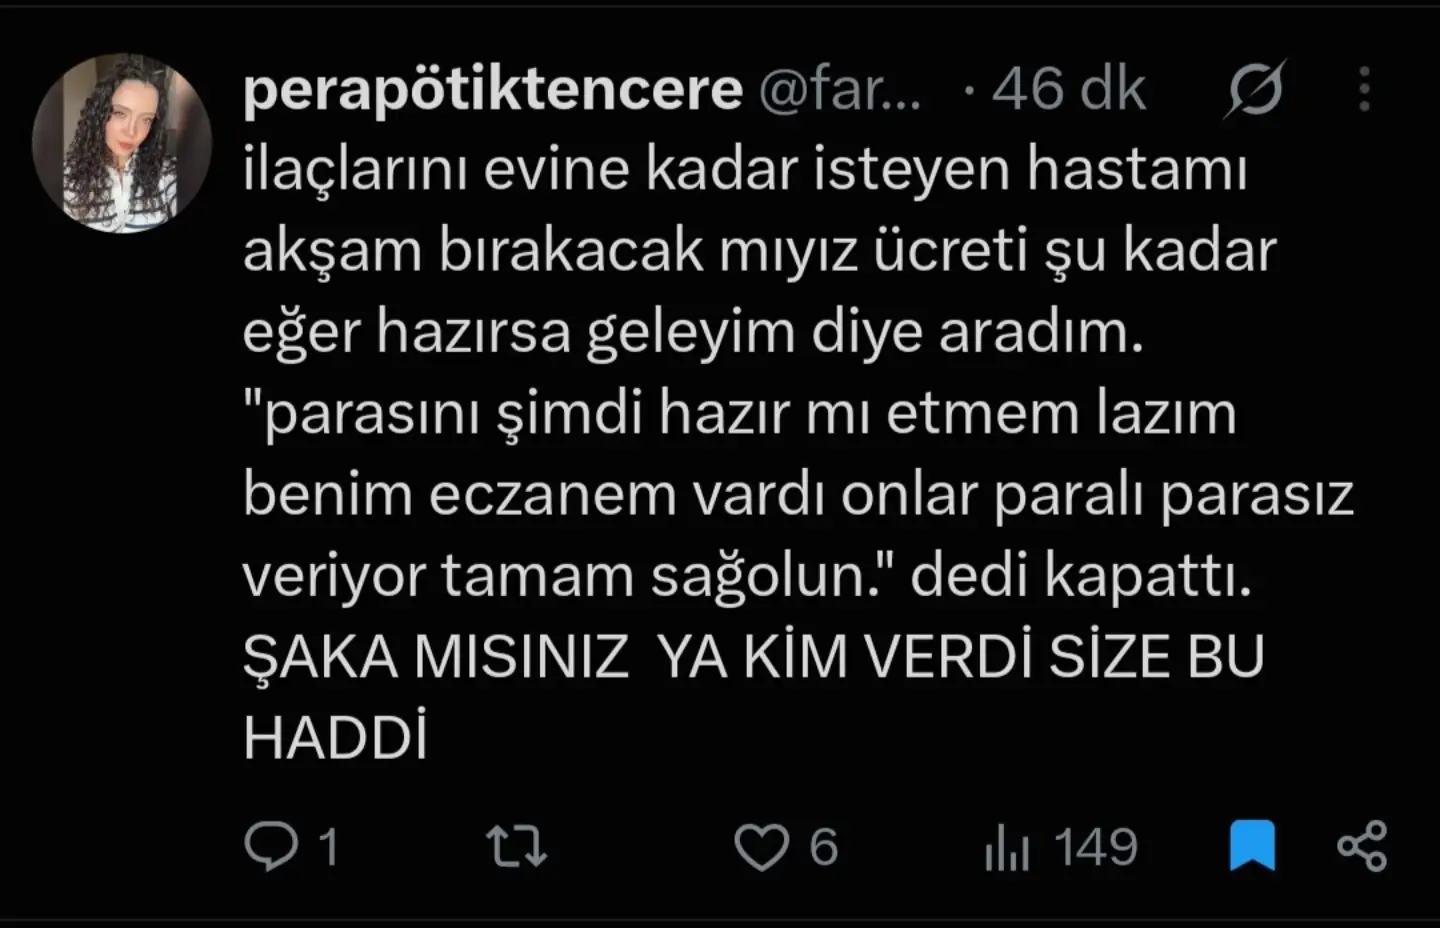 perapötiktencere @far... · 46 dk
ilaçlarını evine kadar isteyen hastamı
akşam bırakacak mıyız ücreti şu kadar
eğer hazırsa geleyim diye aradım.
"parasını şimdi hazır mı etmem lazım
benim eczanem vardı onlar paralı parasız
veriyor tamam sağolun." dedi kapattı.
ŞAKA MISINIZ  YA KİM VERDİ SİZE BU
HADDİ
1 6 149